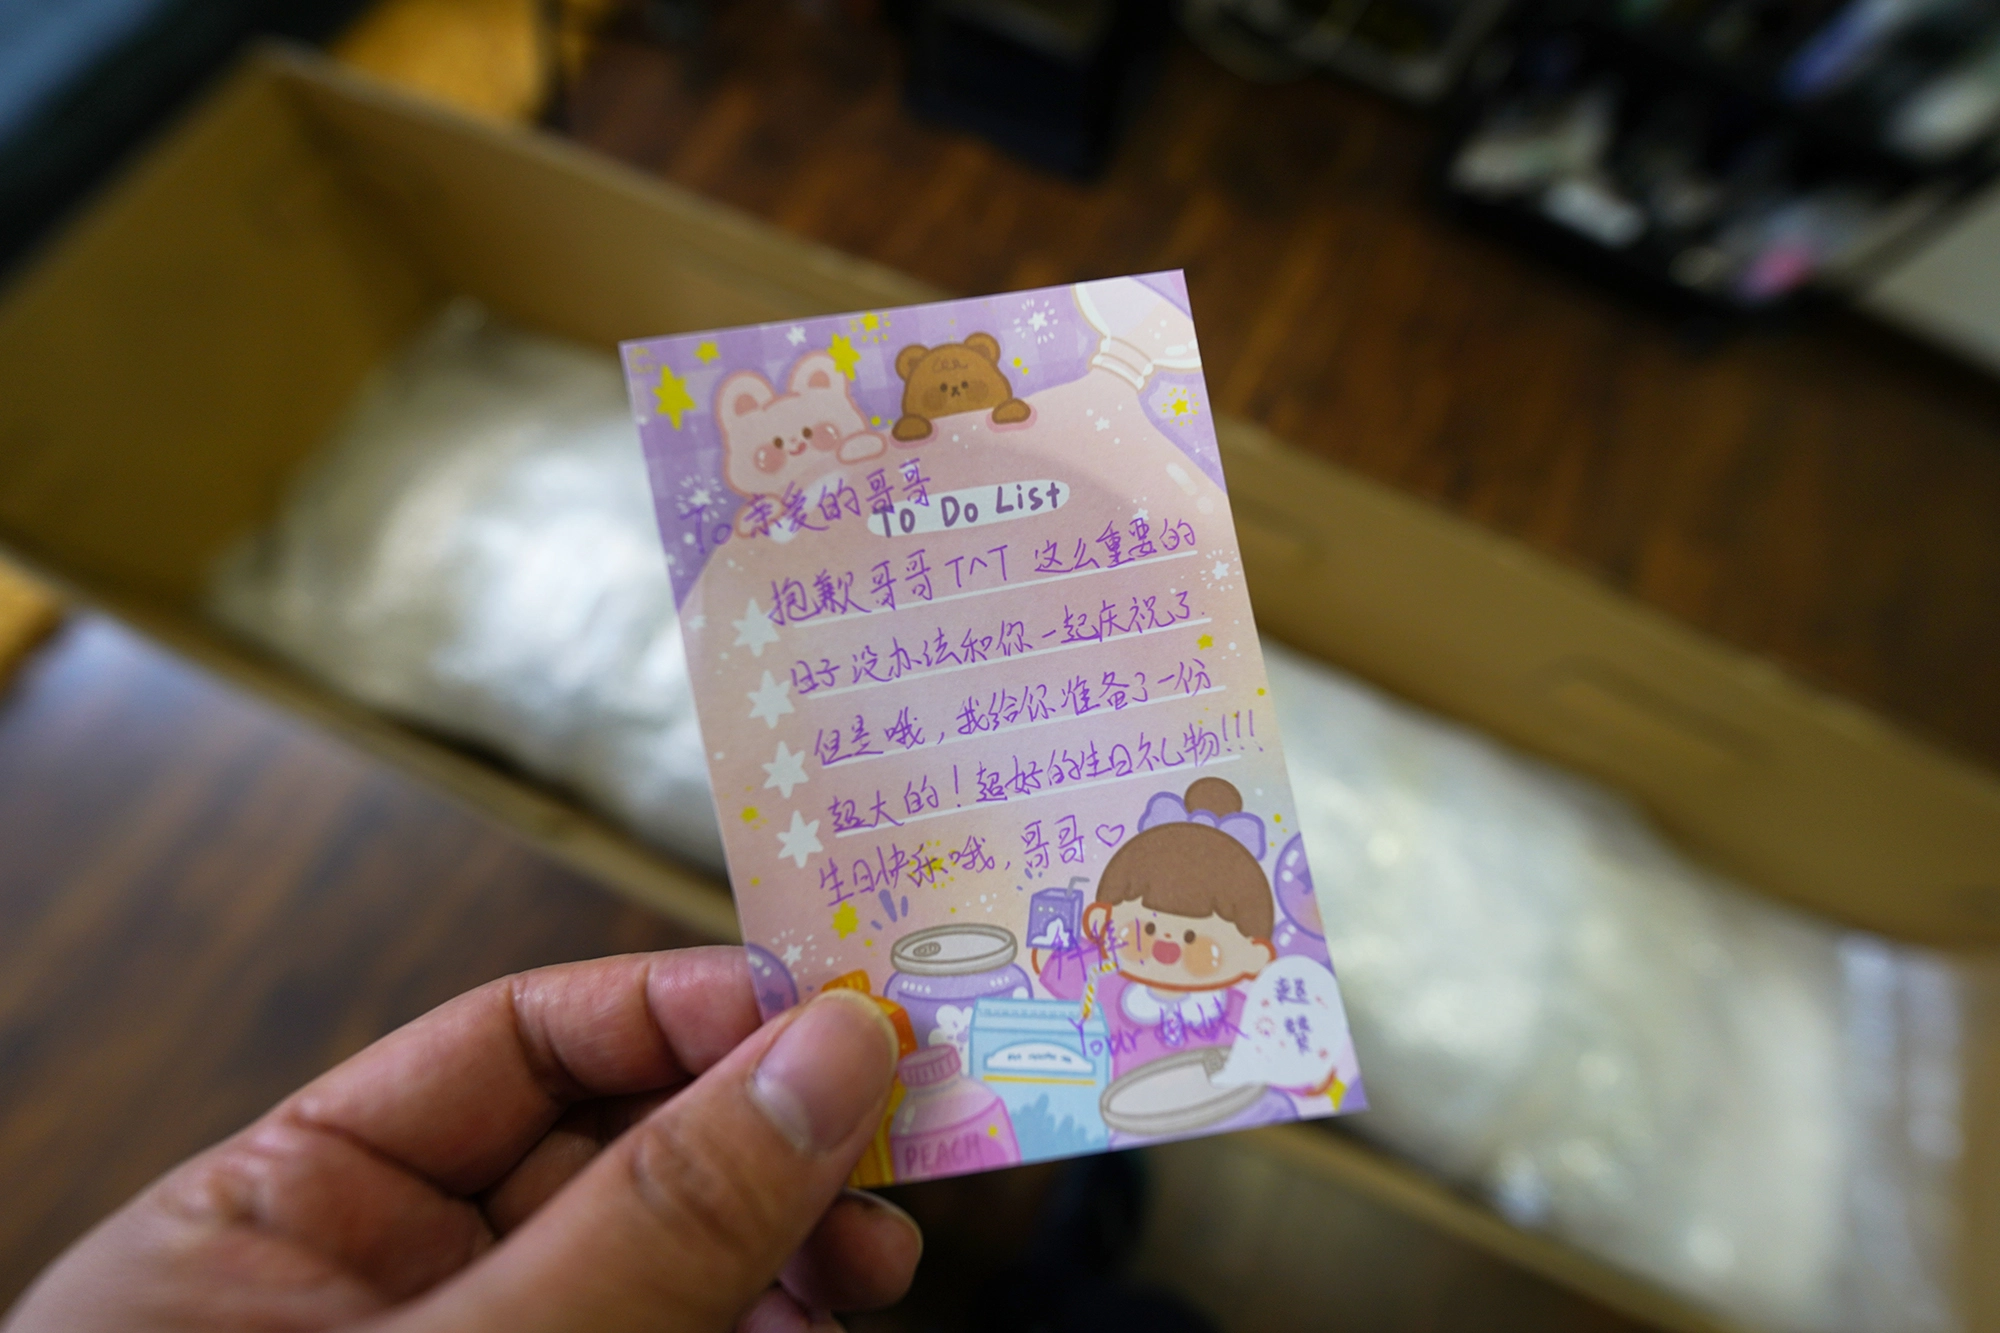 To 亲爱的哥哥
To Do List
抱歉哥哥 T^T 这么重要的
日子没办法和你一起庆祝了.
但是哦，我给你准备了一份
超大的！超好的生日礼物!!!
生日快乐哦，哥哥♡
Your
超
赞
PEACH